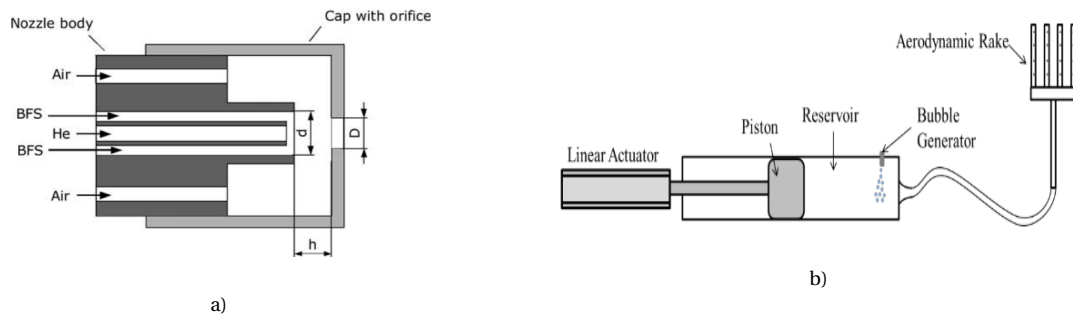 Nozzle body
Cap with orifice
Air
BFS
He
BFS
Air
d
D
h
a)
Aerodynamic Rake
Reservoir
Bubble
Generator
Piston
Linear Actuator
b)